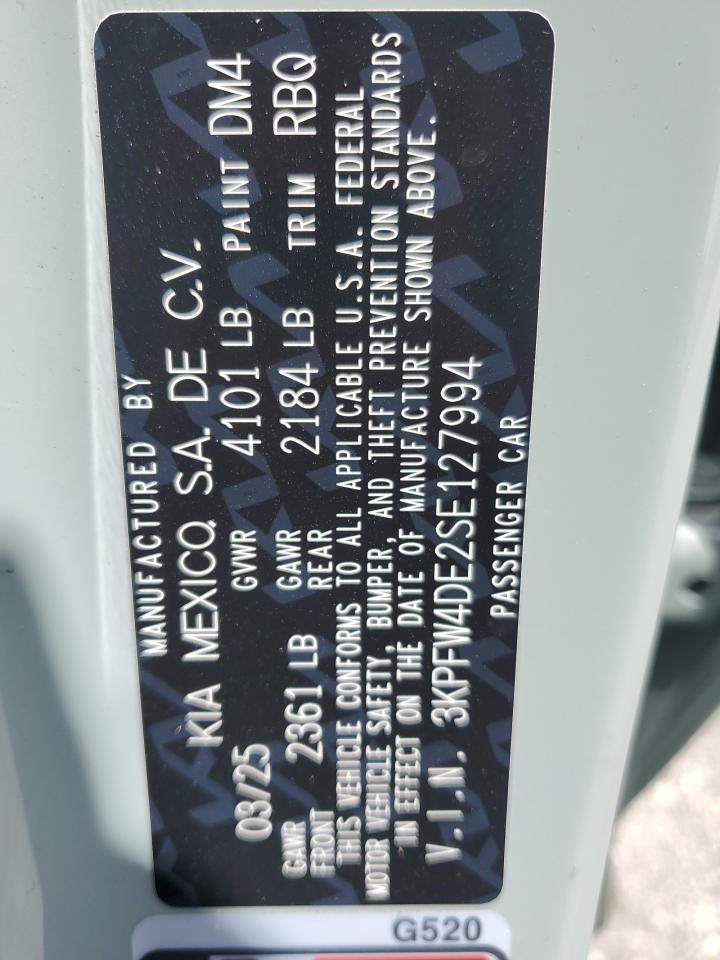 MANUFACTURED BY
KIA MEXICO, S.A. DE C.V.
03/25 GVWR 4101 LB PAINT DM4
GAWR FRONT 2361 LB GAWR REAR 2184 LB TRIM RBQ
THIS VEHICLE CONFORMS TO ALL APPLICABLE U.S.A. FEDERAL
MOTOR VEHICLE SAFETY, BUMPER, AND THEFT PREVENTION STANDARDS
IN EFFECT ON THE DATE OF MANUFACTURE SHOWN ABOVE.
V.I.N. 3KPFW4DE2SE127994
PASSENGER CAR
G520